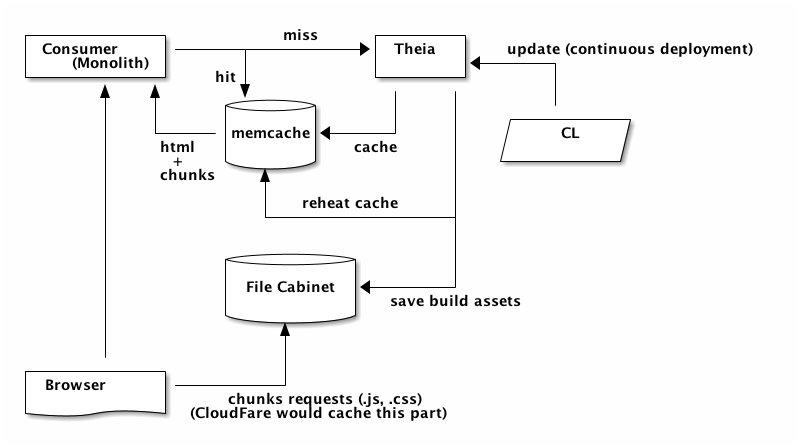 miss
Consumer
(Monolith)
Theia
update (continuous deployment)
hit
memcache
CL
html
+
chunks
cache
reheat cache
File Cabinet
save build assets
Browser
chunks requests (.js, .css)
(CloudFare would cache this part)